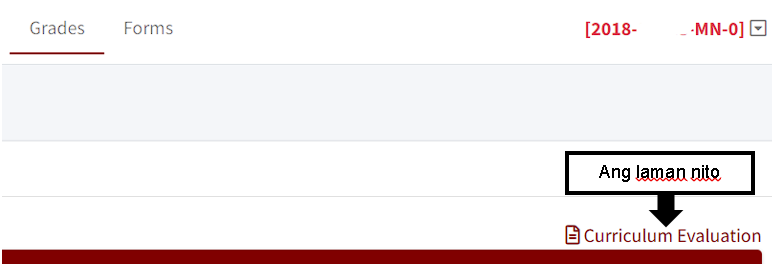 Grades Forms [2018- -MN-0]
Ang laman nito
Curriculum Evaluation